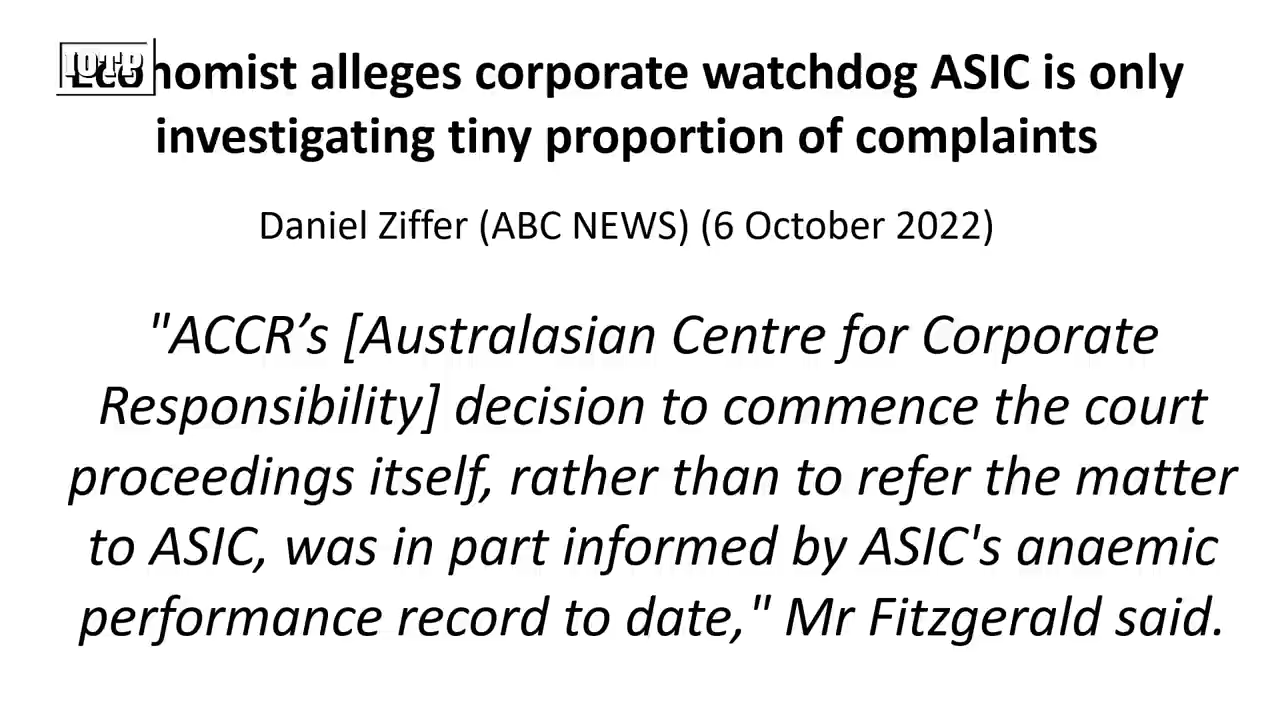 IOTP
Economist alleges corporate watchdog ASIC is only
investigating tiny proportion of complaints
Daniel Ziffer (ABC NEWS) (6 October 2022)
"ACCR’s [Australasian Centre for Corporate
Responsibility] decision to commence the court
proceedings itself, rather than to refer the matter
to ASIC, was in part informed by ASIC's anaemic
performance record to date," Mr Fitzgerald said.